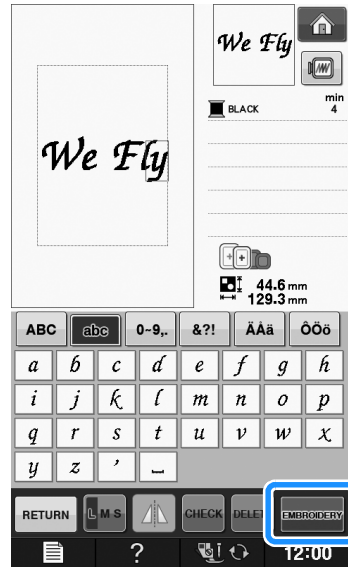 We Fly
We Fly
BLACK
min
4
44.6 mm
129.3 mm
ABC abc 0~9,. &?! ÄÅä ÔÖö
a b c d e f g h
i j k l m n o p
q r s t u v w x
y z ’ ⎵
RETURN L M S CHECK DELET EMBROIDERY
? 12:00